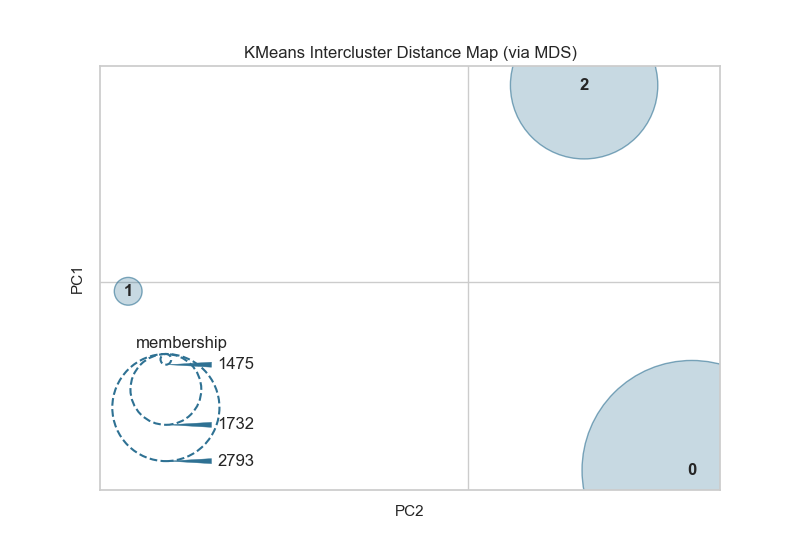 KMeans Intercluster Distance Map (via MDS)
2
PC1
1
membership
1475
1732
2793
0
PC2